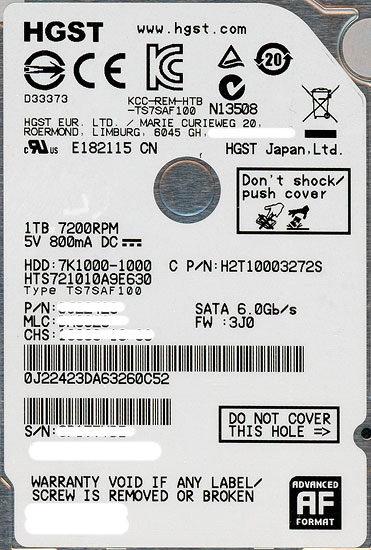 HGST www.hgst.com
20
D33373
KCC-REM-HTB
-TS7SAF100 N13508
HGST EUR. LTD. / MARIE CURIEWEG 20,
ROERMOND, LIMBURG, 6045 GH,
E182115 CN HGST Japan,Ltd.
Don't shock/
push cover
1TB 7200RPM
5V 800mA DC
HDD:7K1000-1000 C P/N:H2T10003272S
HTS721010A9E630
Type TS7SAF100
P/N:
SATA 6.0Gb/s
MLC:
FW :3J0
CHS:
0J22423DA63260C52
S/N:
DO NOT COVER
THIS HOLE =>
WARRANTY VOID IF ANY LABEL/
SCREW IS REMOVED OR BROKEN
ADVANCED
AF
FORMAT